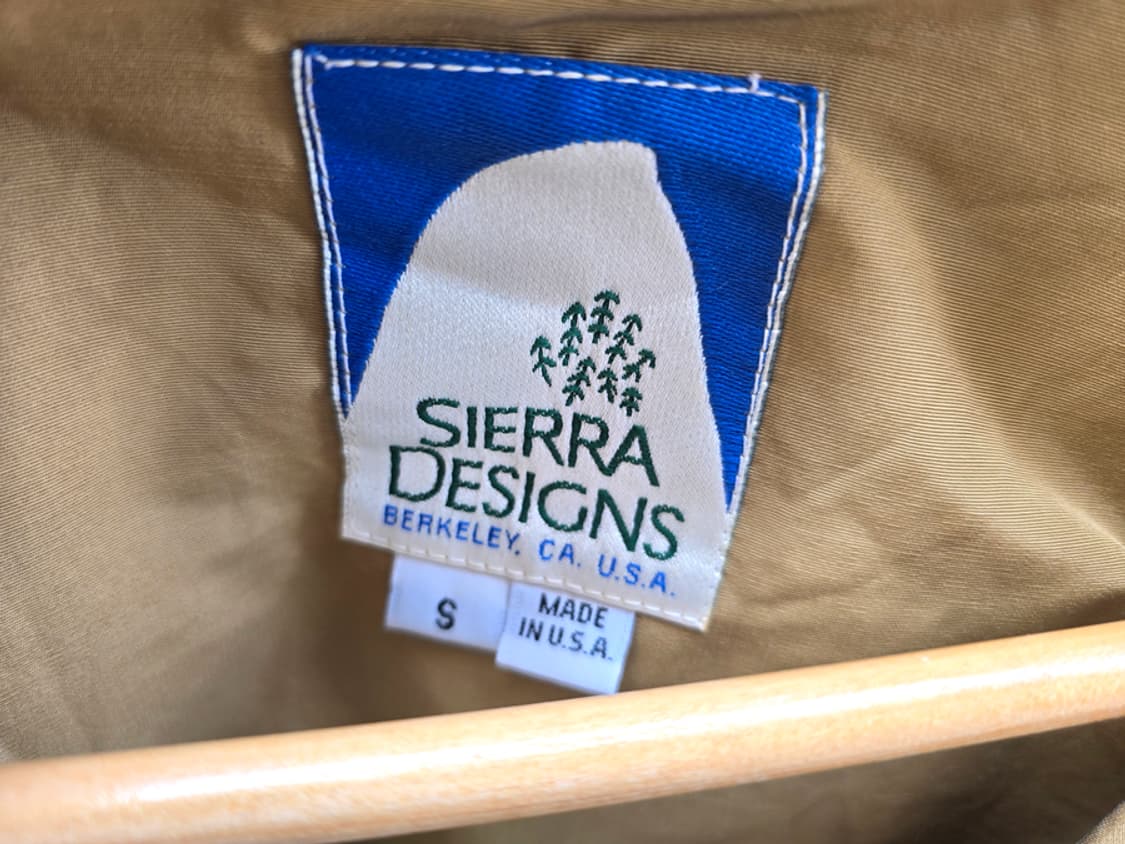 SIERRA
DESIGNS
BERKELEY. CA. U.S.A.
S
MADE
IN U.S.A.